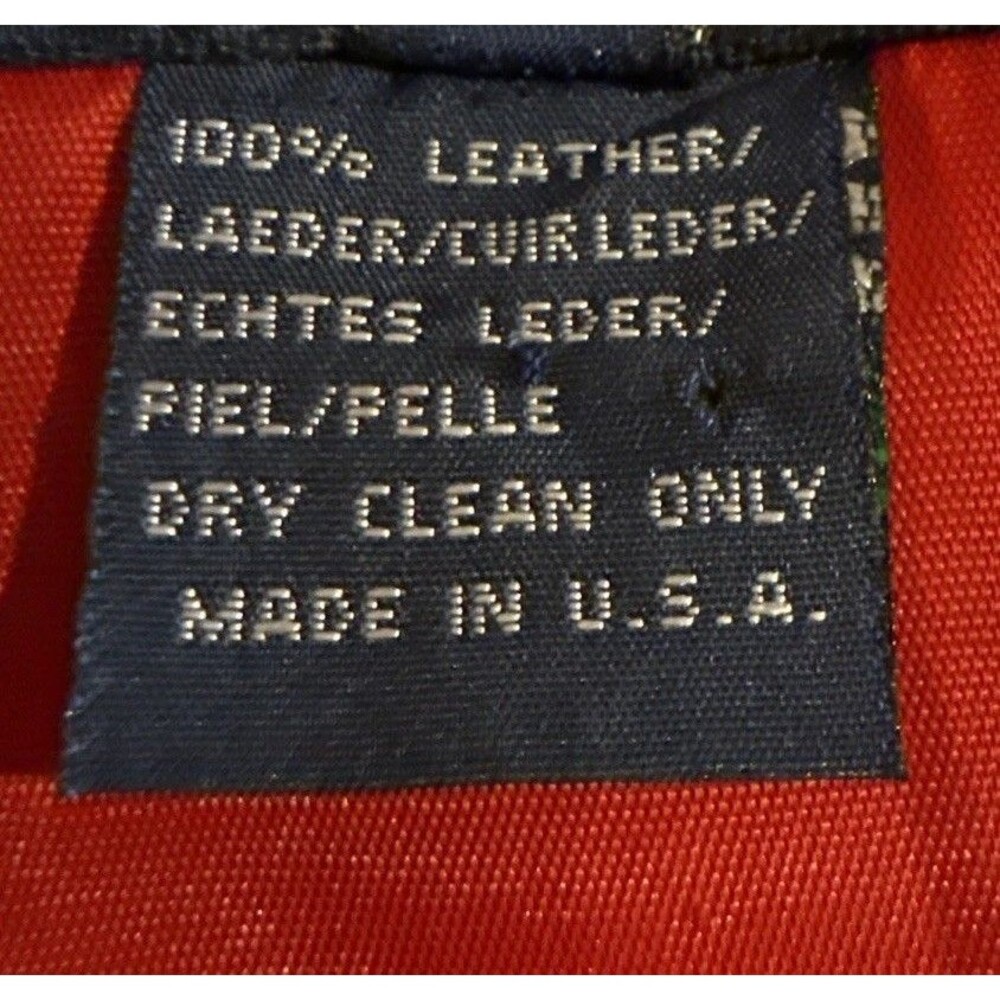 100% LEATHER/
LAEDER/CUIR LEDER/
ECHTES LEDER/
PIEL/PELLE
DRY CLEAN ONLY
MADE IN U.S.A.